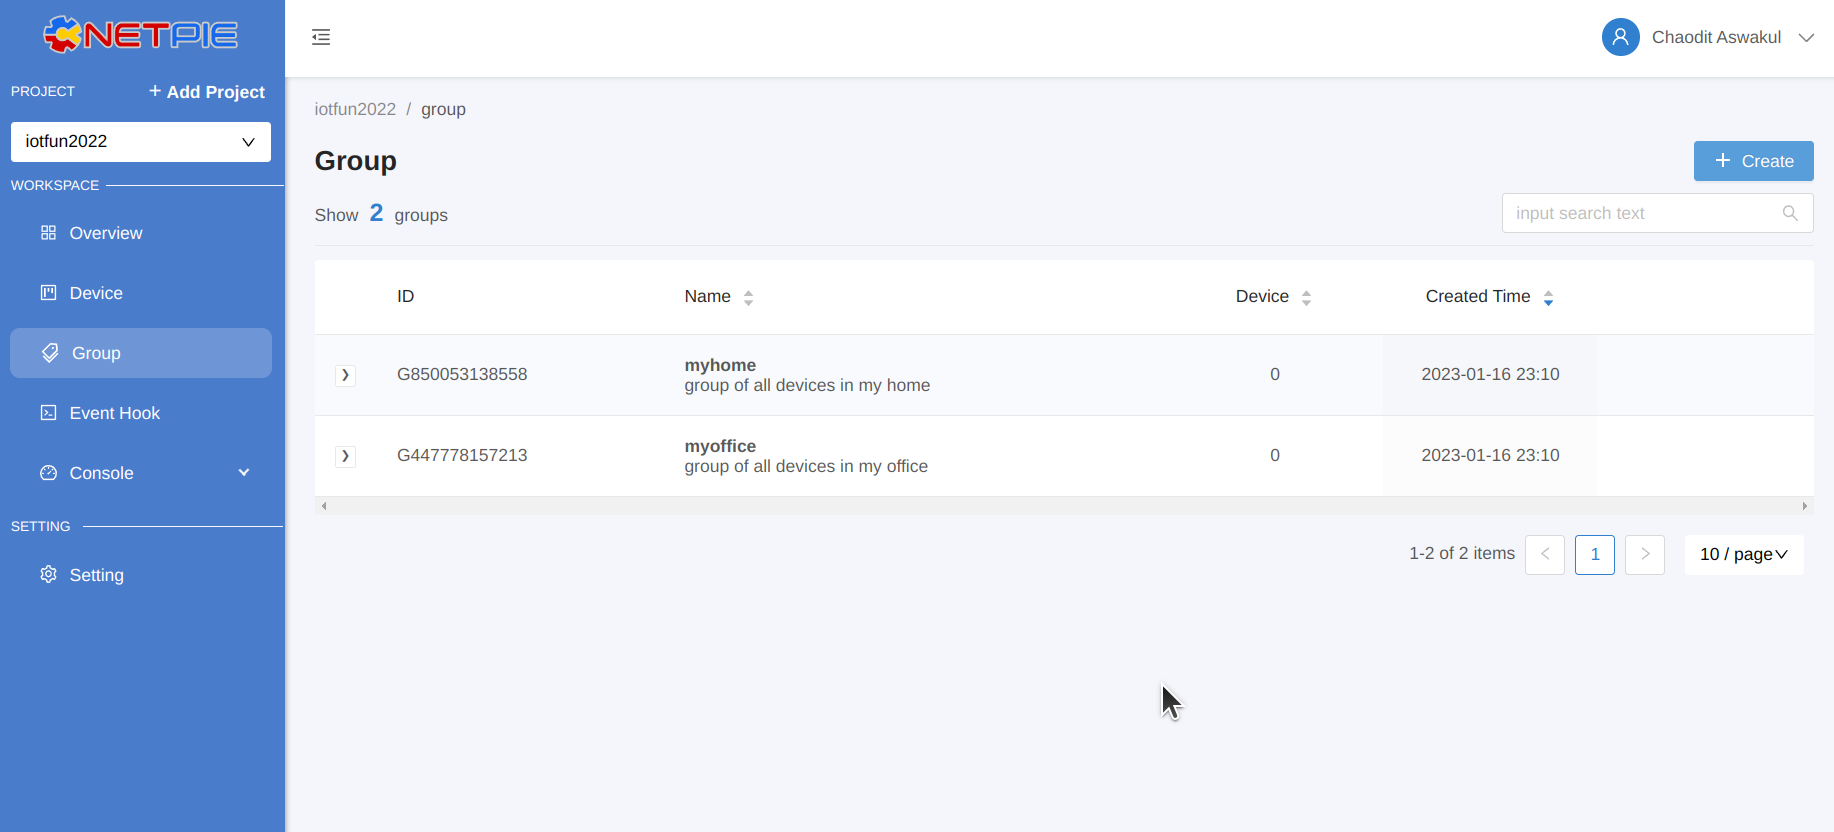 NETPIE
PROJECT
+ Add Project
iotfun2022
WORKSPACE
Overview
Device
Group
Event Hook
Console
SETTING
Setting
Chaodit Aswakul
iotfun2022 / group
Group
+ Create
Show 2 groups
input search text
ID Name Device Created Time
G850053138558 myhome 0 2023-01-16 23:10
group of all devices in my home
G447778157213 myoffice 0 2023-01-16 23:10
group of all devices in my office
1-2 of 2 items < 1 > 10 / page